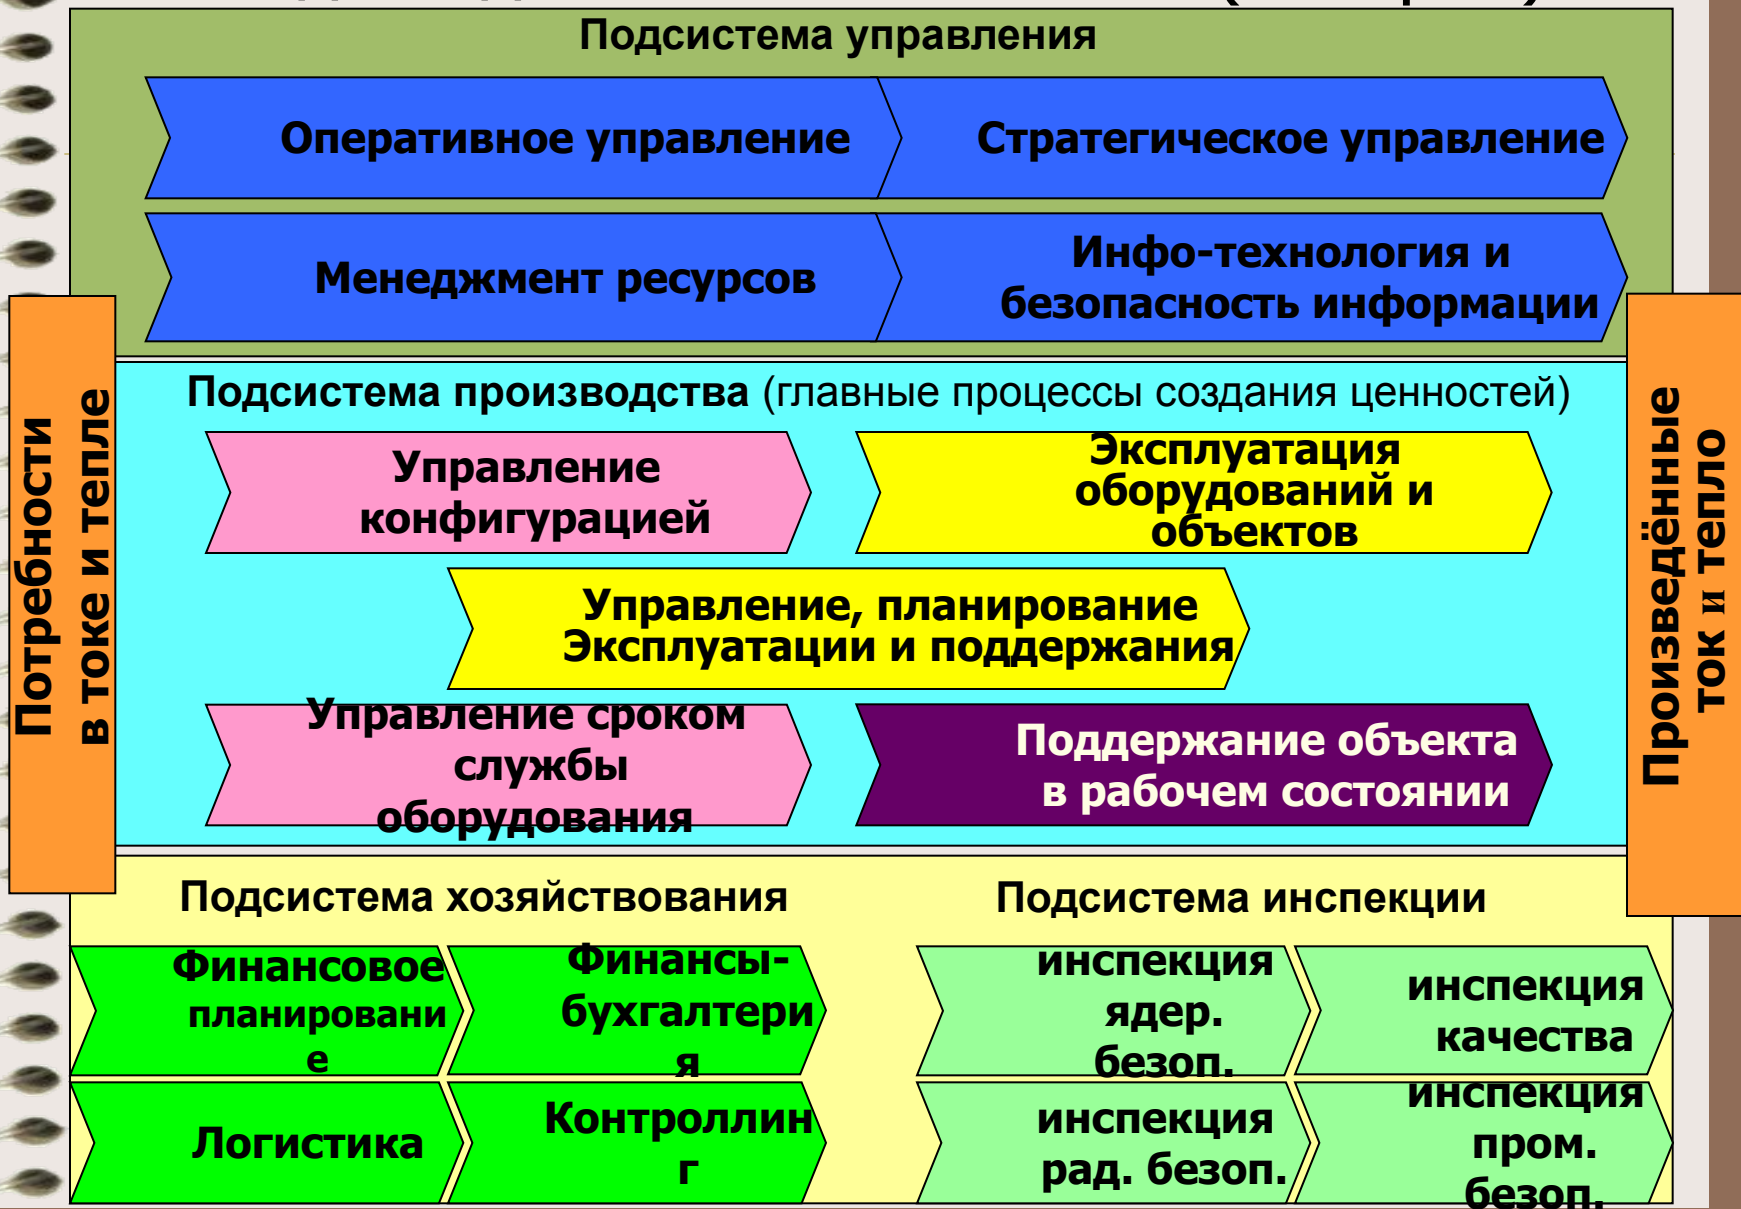 Подсистема управления
Оперативное управление
Стратегическое управление
Менеджмент ресурсов
Инфо-технология и
безопасность информации
Потребности
в токе и тепле
Подсистема производства (главные процессы создания ценностей)
Управление
конфигурацией
Эксплуатация
оборудований и
объектов
Управление, планирование
Эксплуатации и поддержания
Управление сроком
службы
оборудования
Поддержание объекта
в рабочем состоянии
Произведённые
ток и тепло
Подсистема хозяйствования
Финансовое
планировани
е
Финансы-
бухгалтери
я
Логистика
Контроллин
г
Подсистема инспекции
инспекция
ядер.
безоп.
инспекция
качества
инспекция
рад. безоп.
инспекция
пром.
безоп.